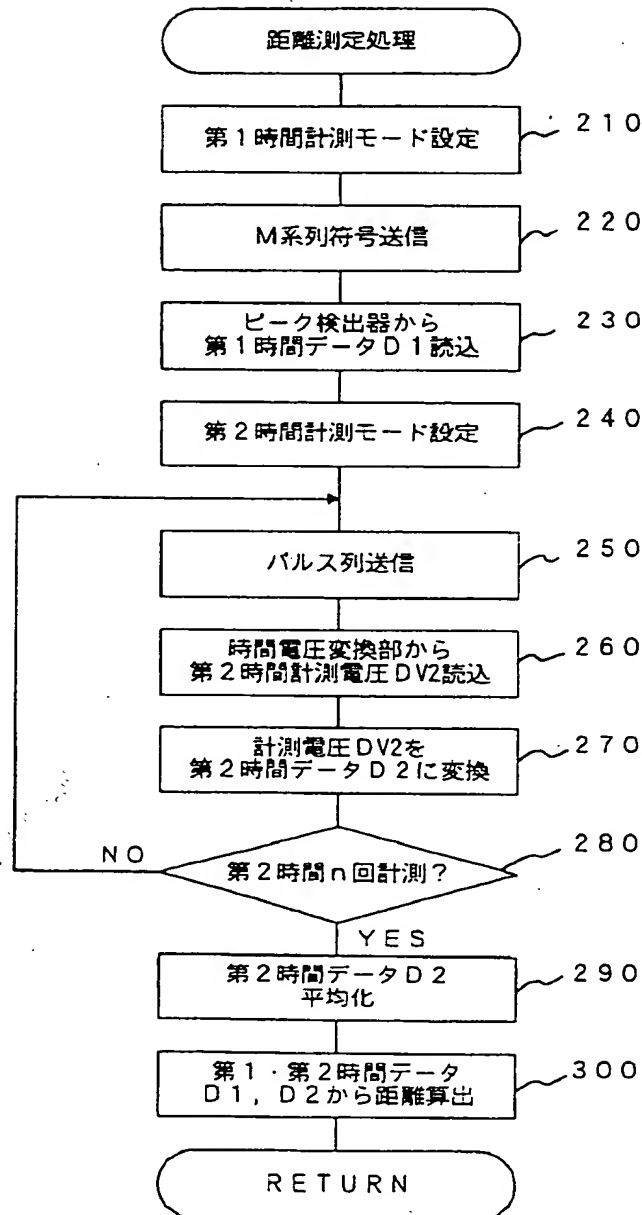 距離測定処理
第１時間計測モード設定
２１０
Ｍ系列符号送信
２２０
ピーク検出器から
第１時間データＤ１読込
２３０
第２時間計測モード設定
２４０
パルス列送信
２５０
時間電圧変換部から
第２時間計測電圧DV2読込
２６０
計測電圧DV2を
第２時間データＤ２に変換
２７０
第２時間ｎ回計測？
２８０
ＮＯ
ＹＥＳ
第２時間データＤ２
平均化
２９０
第１・第２時間データ
Ｄ１，Ｄ２から距離算出
３００
ＲＥＴＵＲＮ